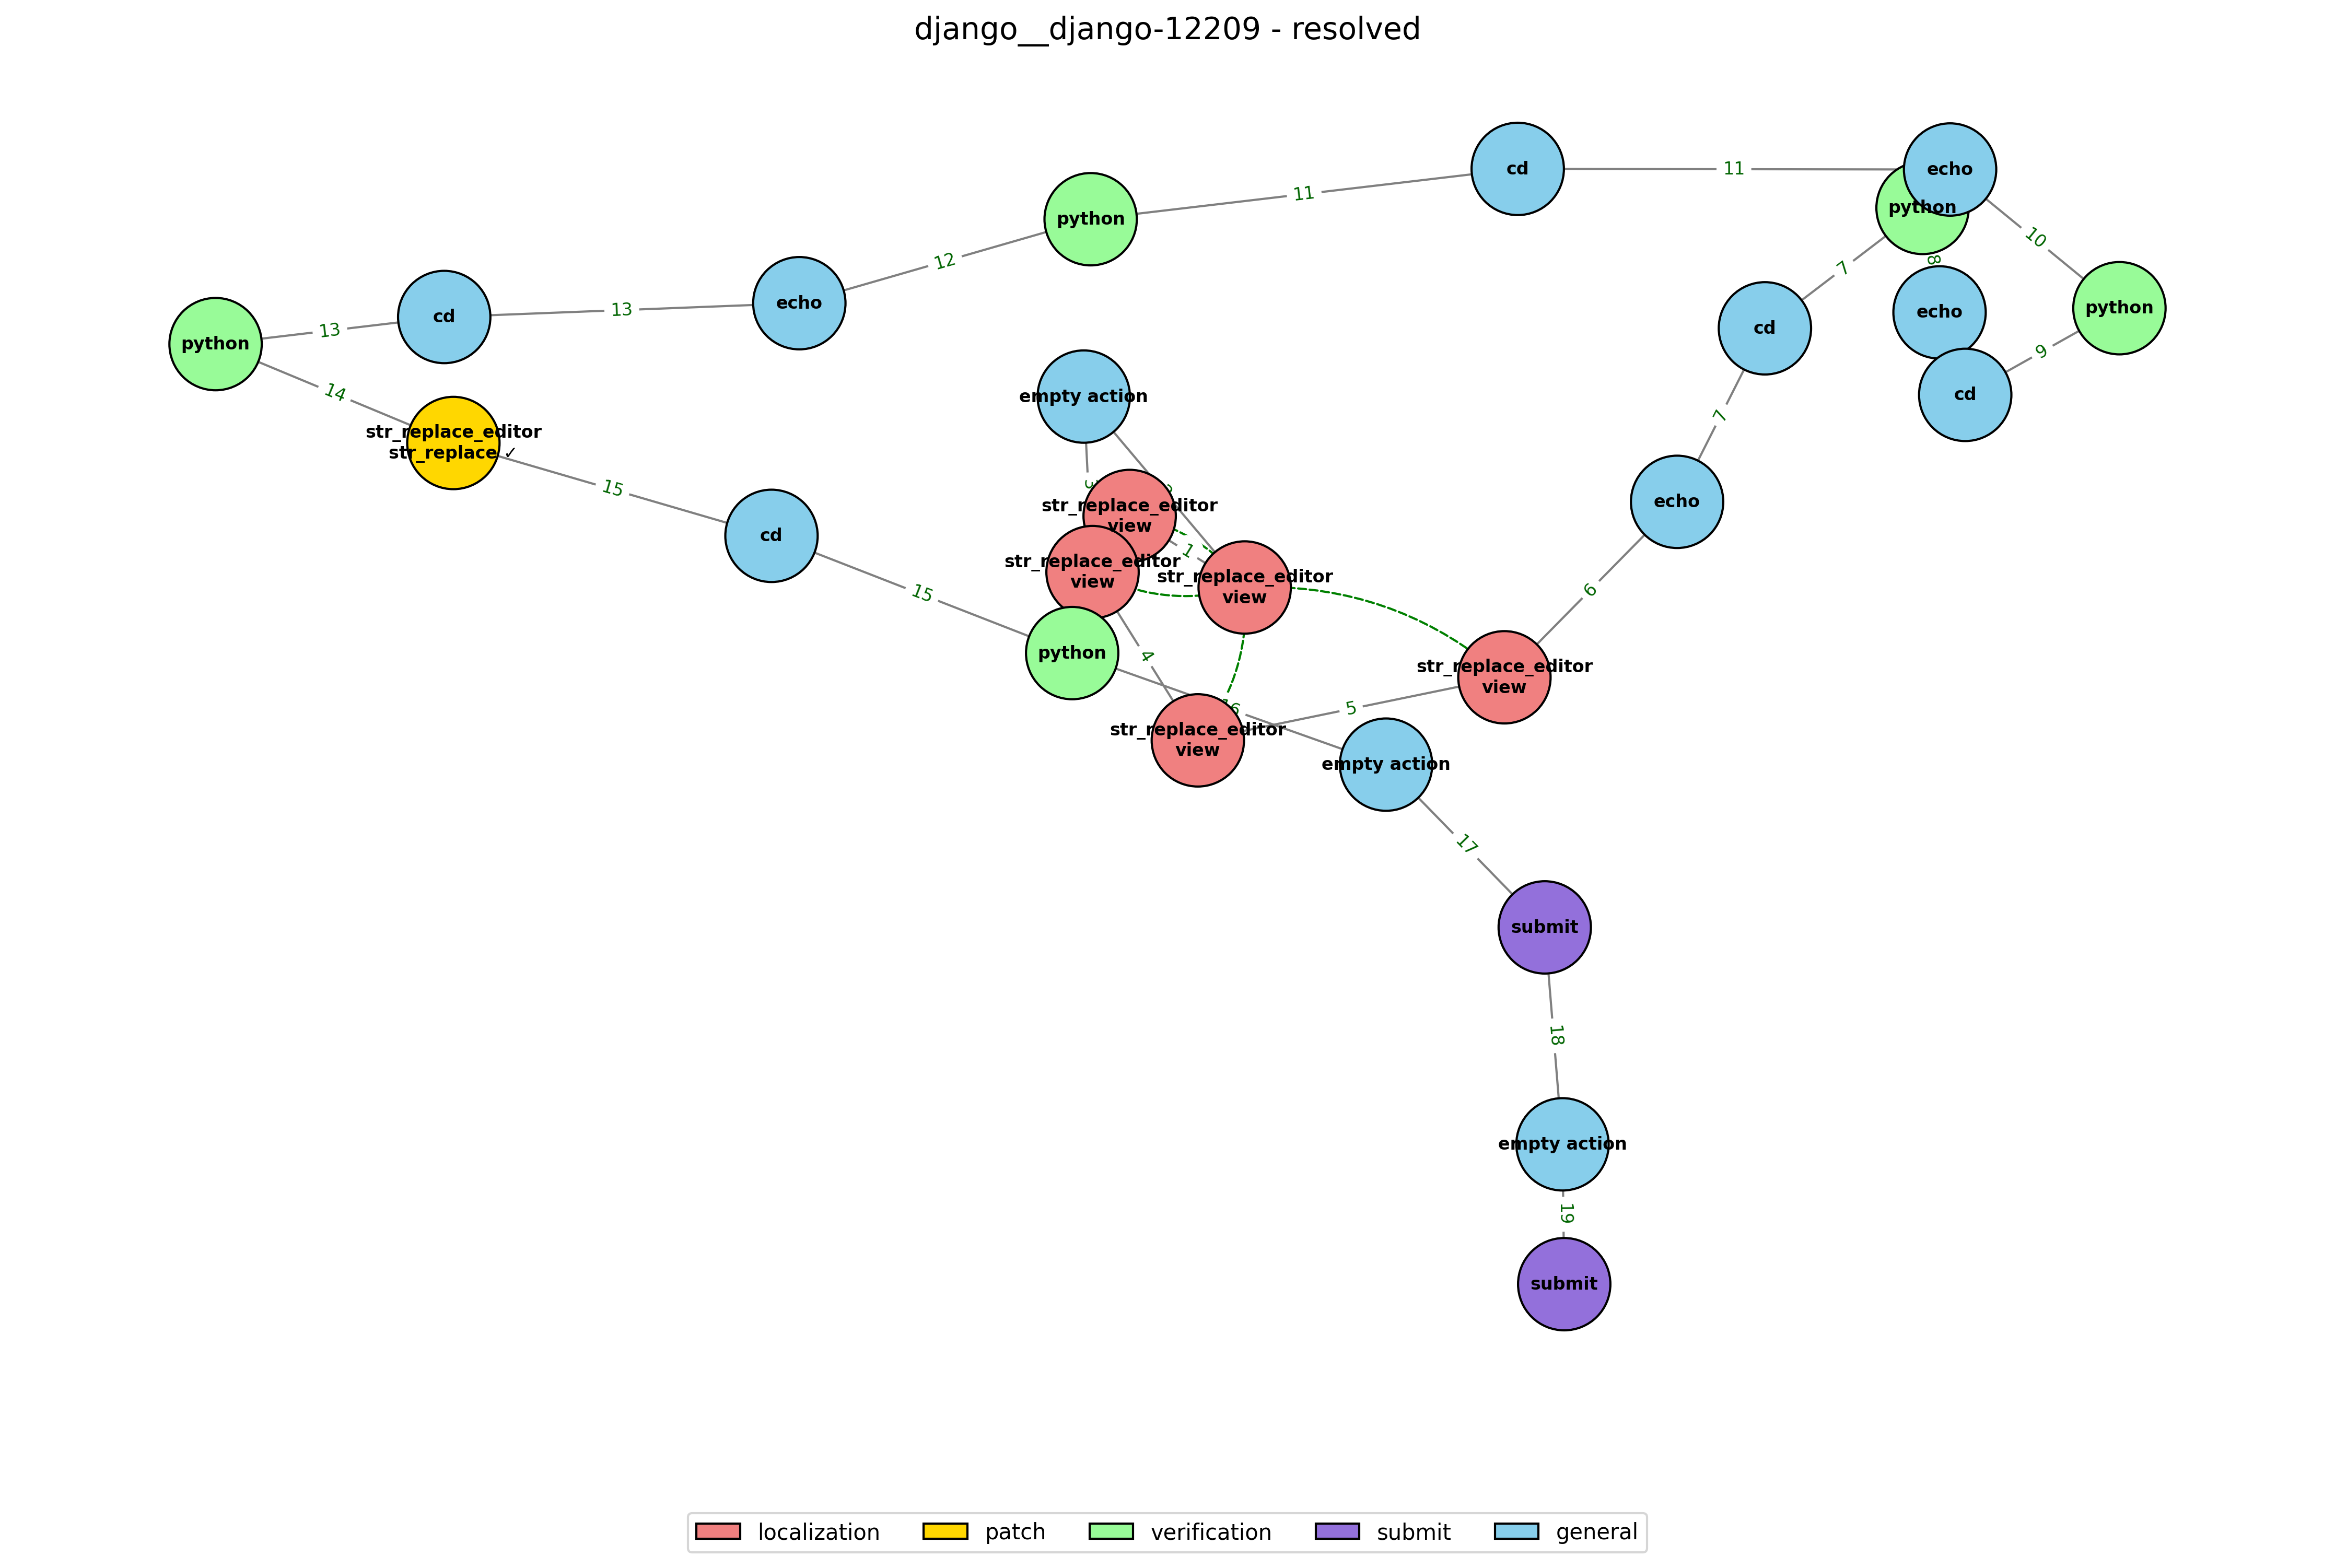 django__django-12209 - resolved
cd
11
echo
python
11
python
10
12
8
7
echo
python
echo
cd
13
13
cd
python
9
cd
14
empty action
7
str_replace_editor
str_replace ✓
15
3
echo
str_replace_editor
view
cd
1
str_replace_editor
view
str_replace_editor
view
6
15
python
4
str_replace_editor
view
16
5
str_replace_editor
view
empty action
17
submit
18
empty action
19
submit
localization
patch
verification
submit
general